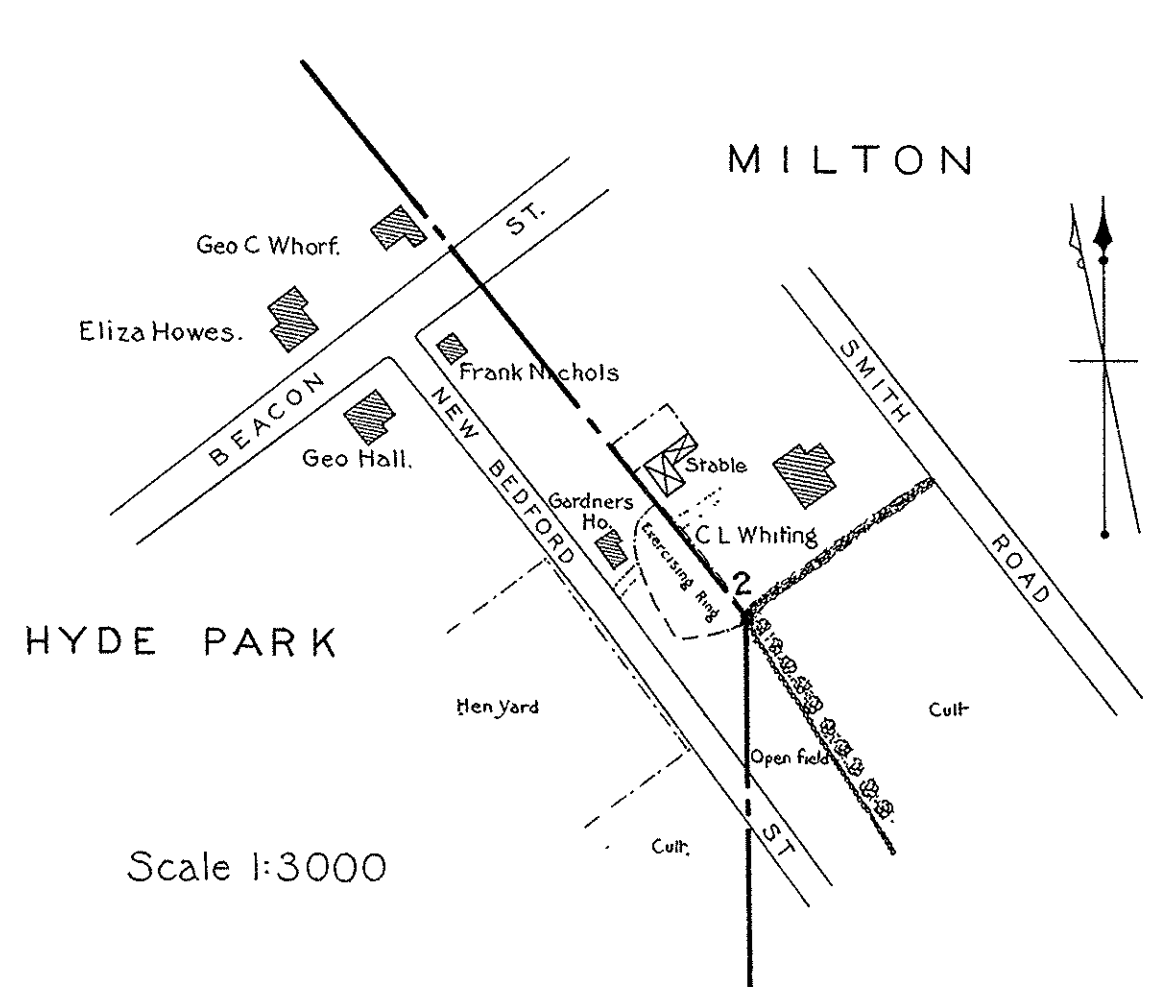 MILTON
Geo C Whorf.
BEACON ST.
Eliza Howes.
Frank Nichols
SMITH ROAD
NEW BEDFORD ST
Geo Hall.
Stable
Gardners
Ho.
C L Whiting
Exercising Ring
2
HYDE PARK
Hen Yard
Cult
Open field
Cult.
Scale 1:3000